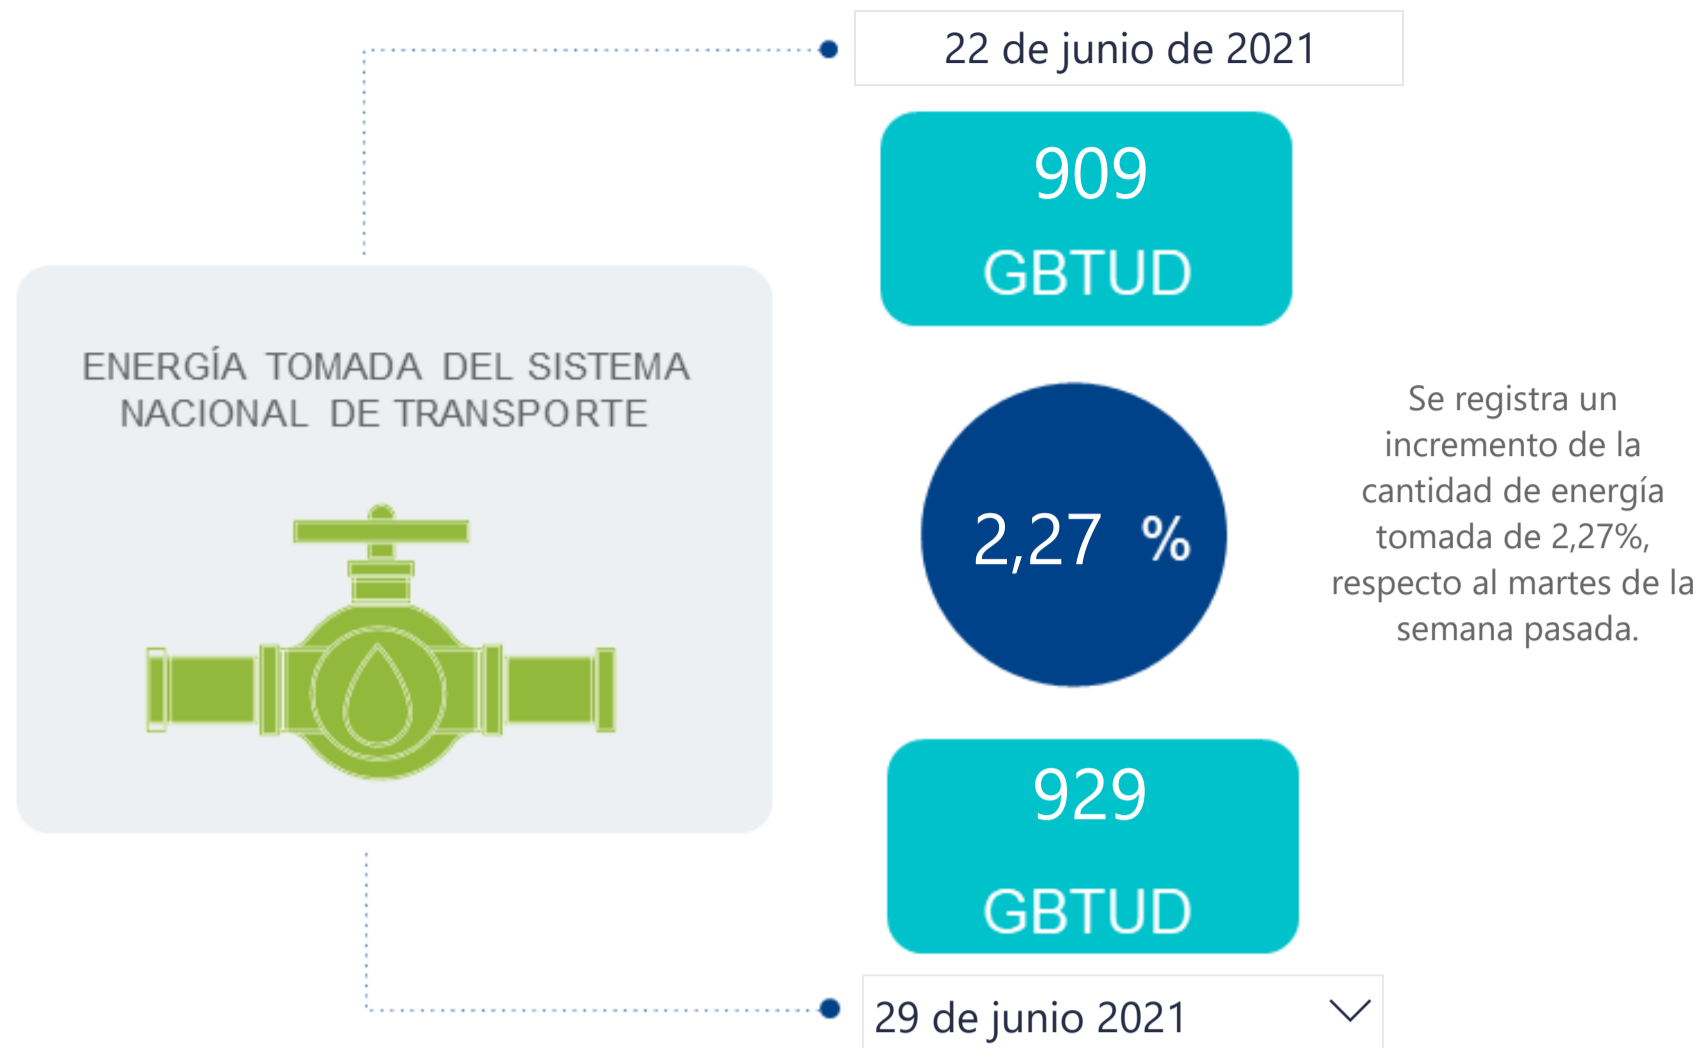 22 de junio de 2021
909
GBTUD
ENERGÍA TOMADA DEL SISTEMA
NACIONAL DE TRANSPORTE
2,27 %
Se registra un
incremento de la
cantidad de energía
tomada de 2,27%,
respecto al martes de la
semana pasada.
929
GBTUD
29 de junio 2021